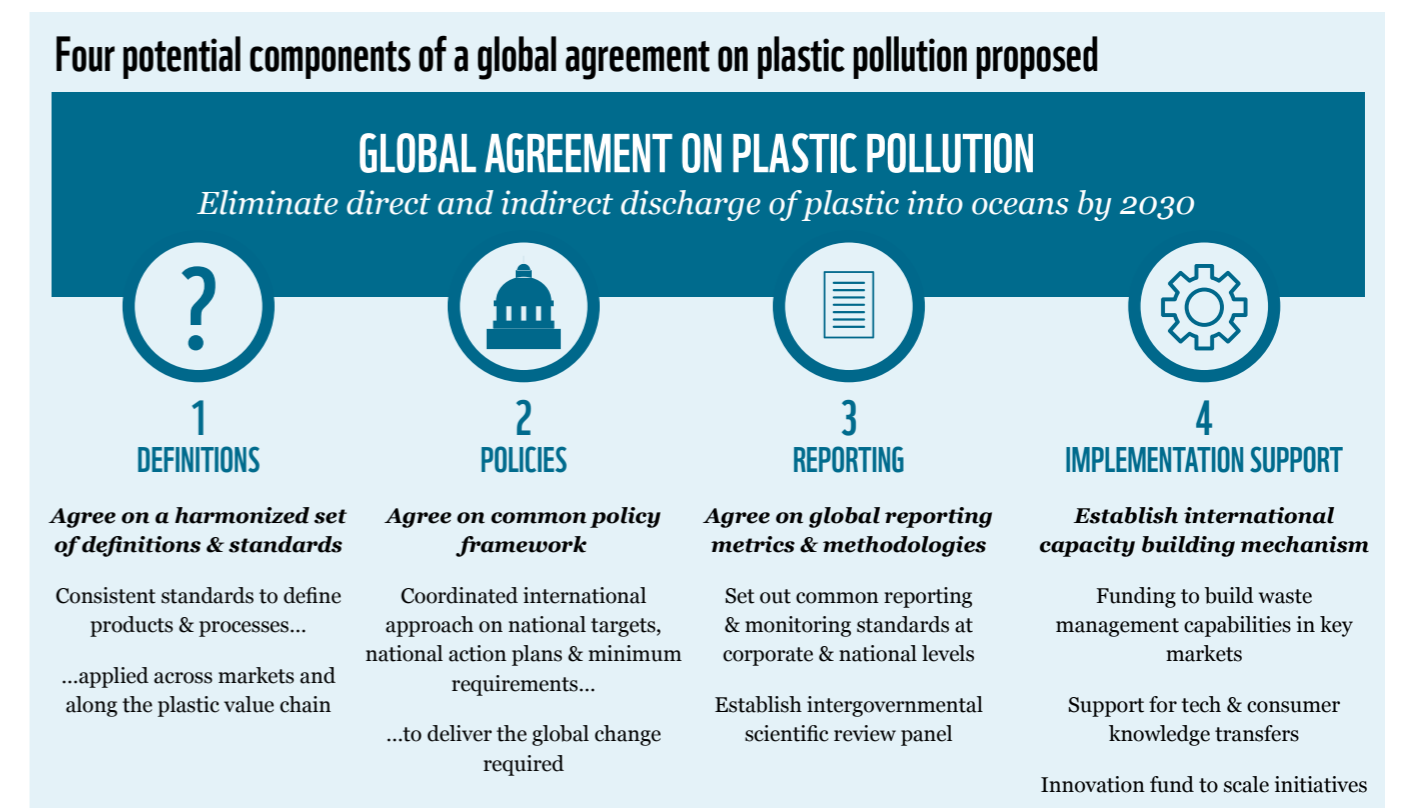 Four potential components of a global agreement on plastic pollution proposed
GLOBAL AGREEMENT ON PLASTIC POLLUTION
Eliminate direct and indirect discharge of plastic into oceans by 2030
?
1
DEFINITIONS
Agree on a harmonized set
of definitions & standards
Consistent standards to define
products & processes...
...applied across markets and
along the plastic value chain
2
POLICIES
Agree on common policy
framework
Coordinated international
approach on national targets,
national action plans & minimum
requirements...
...to deliver the global change
required
3
REPORTING
Agree on global reporting
metrics & methodologies
Set out common reporting
& monitoring standards at
corporate & national levels
Establish intergovernmental
scientific review panel
4
IMPLEMENTATION SUPPORT
Establish international
capacity building mechanism
Funding to build waste
management capabilities in key
markets
Support for tech & consumer
knowledge transfers
Innovation fund to scale initiatives